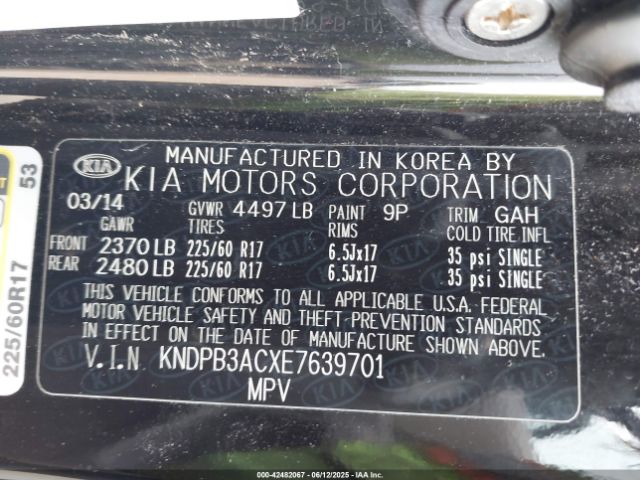 MANUFACTURED IN KOREA BY
KIA KIA MOTORS CORPORATION
03/14 GVWR 4497 LB PAINT 9P TRIM GAH
GAWR TIRES RIMS COLD TIRE INFL
FRONT 2370 LB 225/60 R17 6.5Jx17 35 psi SINGLE
REAR 2480 LB 225/60 R17 6.5Jx17 35 psi SINGLE
THIS VEHICLE CONFORMS TO ALL APPLICABLE U.S.A. FEDERAL
MOTOR VEHICLE SAFETY AND THEFT PREVENTION STANDARDS
IN EFFECT ON THE DATE OF MANUFACTURE SHOWN ABOVE.
V.I.N KNDPB3ACXE7639701
MPV
53
225/60R17
000-42482067 - 06/12/2025 - IAAI.COM